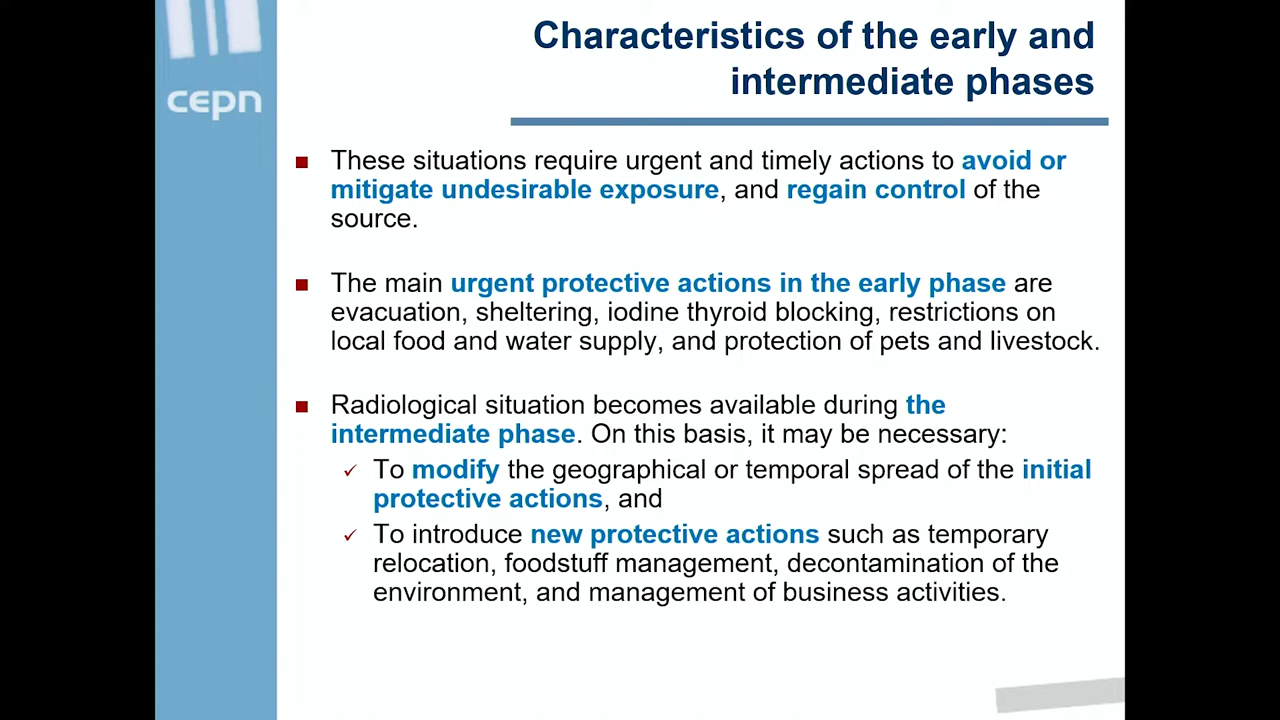 cepn
Characteristics of the early and
intermediate phases
These situations require urgent and timely actions to avoid or
mitigate undesirable exposure, and regain control of the
source.
The main urgent protective actions in the early phase are
evacuation, sheltering, iodine thyroid blocking, restrictions on
local food and water supply, and protection of pets and livestock.
Radiological situation becomes available during the
intermediate phase. On this basis, it may be necessary:
To modify the geographical or temporal spread of the initial
protective actions, and
To introduce new protective actions such as temporary
relocation, foodstuff management, decontamination of the
environment, and management of business activities.